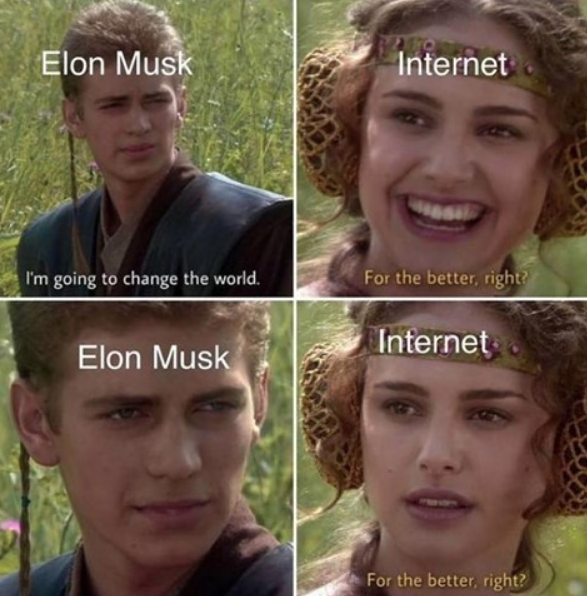 Elon Musk
I'm going to change the world.
Internet
For the better, right?
Elon Musk
Internet
For the better, right?